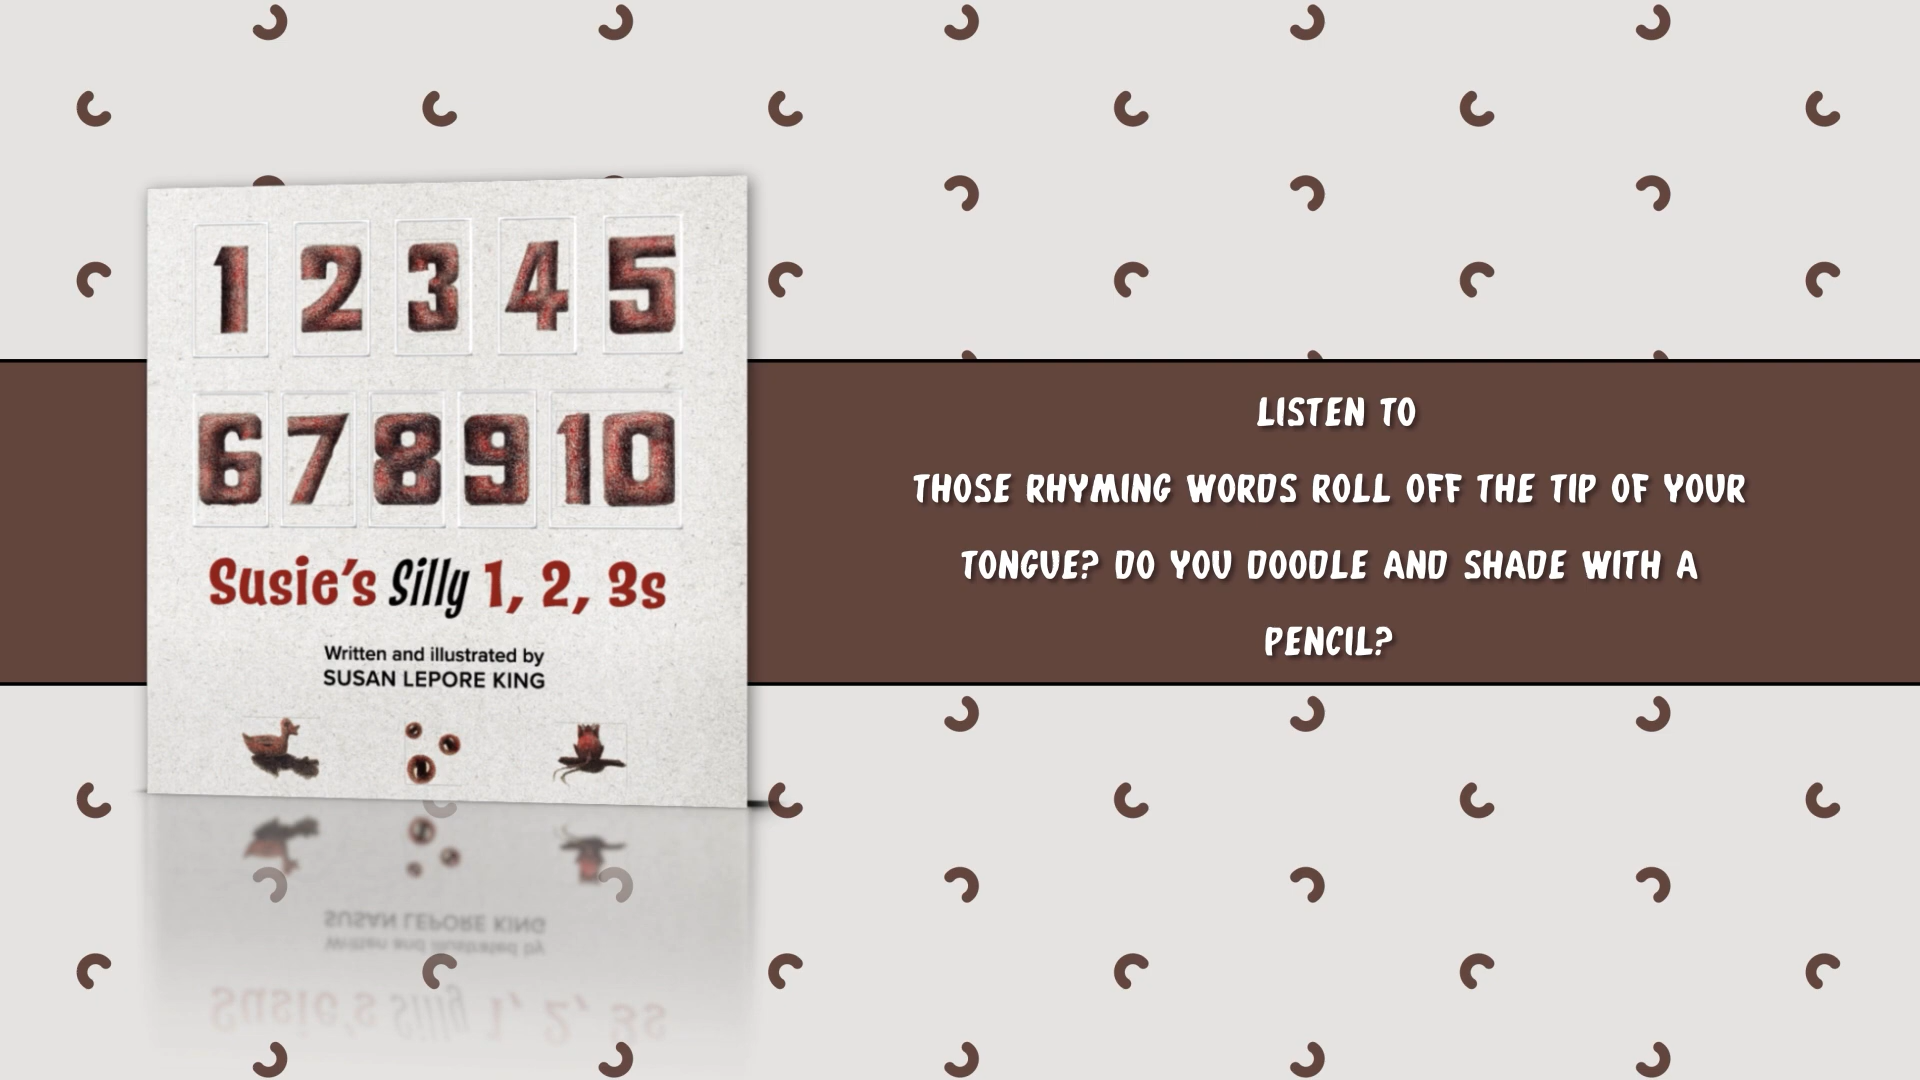 1 2 3 4 5
6 7 8 9 10
Susie's Silly 1, 2, 3s
Written and illustrated by
SUSAN LEPORE KING
LISTEN TO
THOSE RHYMING WORDS ROLL OFF THE TIP OF YOUR
TONGUE? DO YOU DOODLE AND SHADE WITH A
PENCIL?